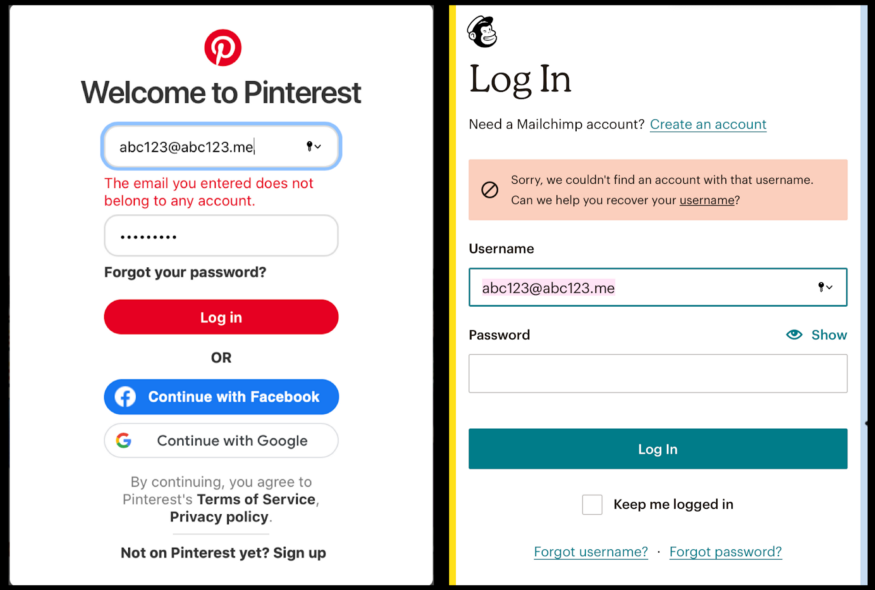 Welcome to Pinterest
abc123@abc123.me
The email you entered does not
belong to any account.
•••••••••
Forgot your password?
Log in
OR
Continue with Facebook
Continue with Google
By continuing, you agree to
Pinterest's Terms of Service,
Privacy policy.
Not on Pinterest yet? Sign up
Log In
Need a Mailchimp account? Create an account
Sorry, we couldn't find an account with that username.
Can we help you recover your username?
Username
abc123@abc123.me
Password
Show
Log In
Keep me logged in
Forgot username? · Forgot password?